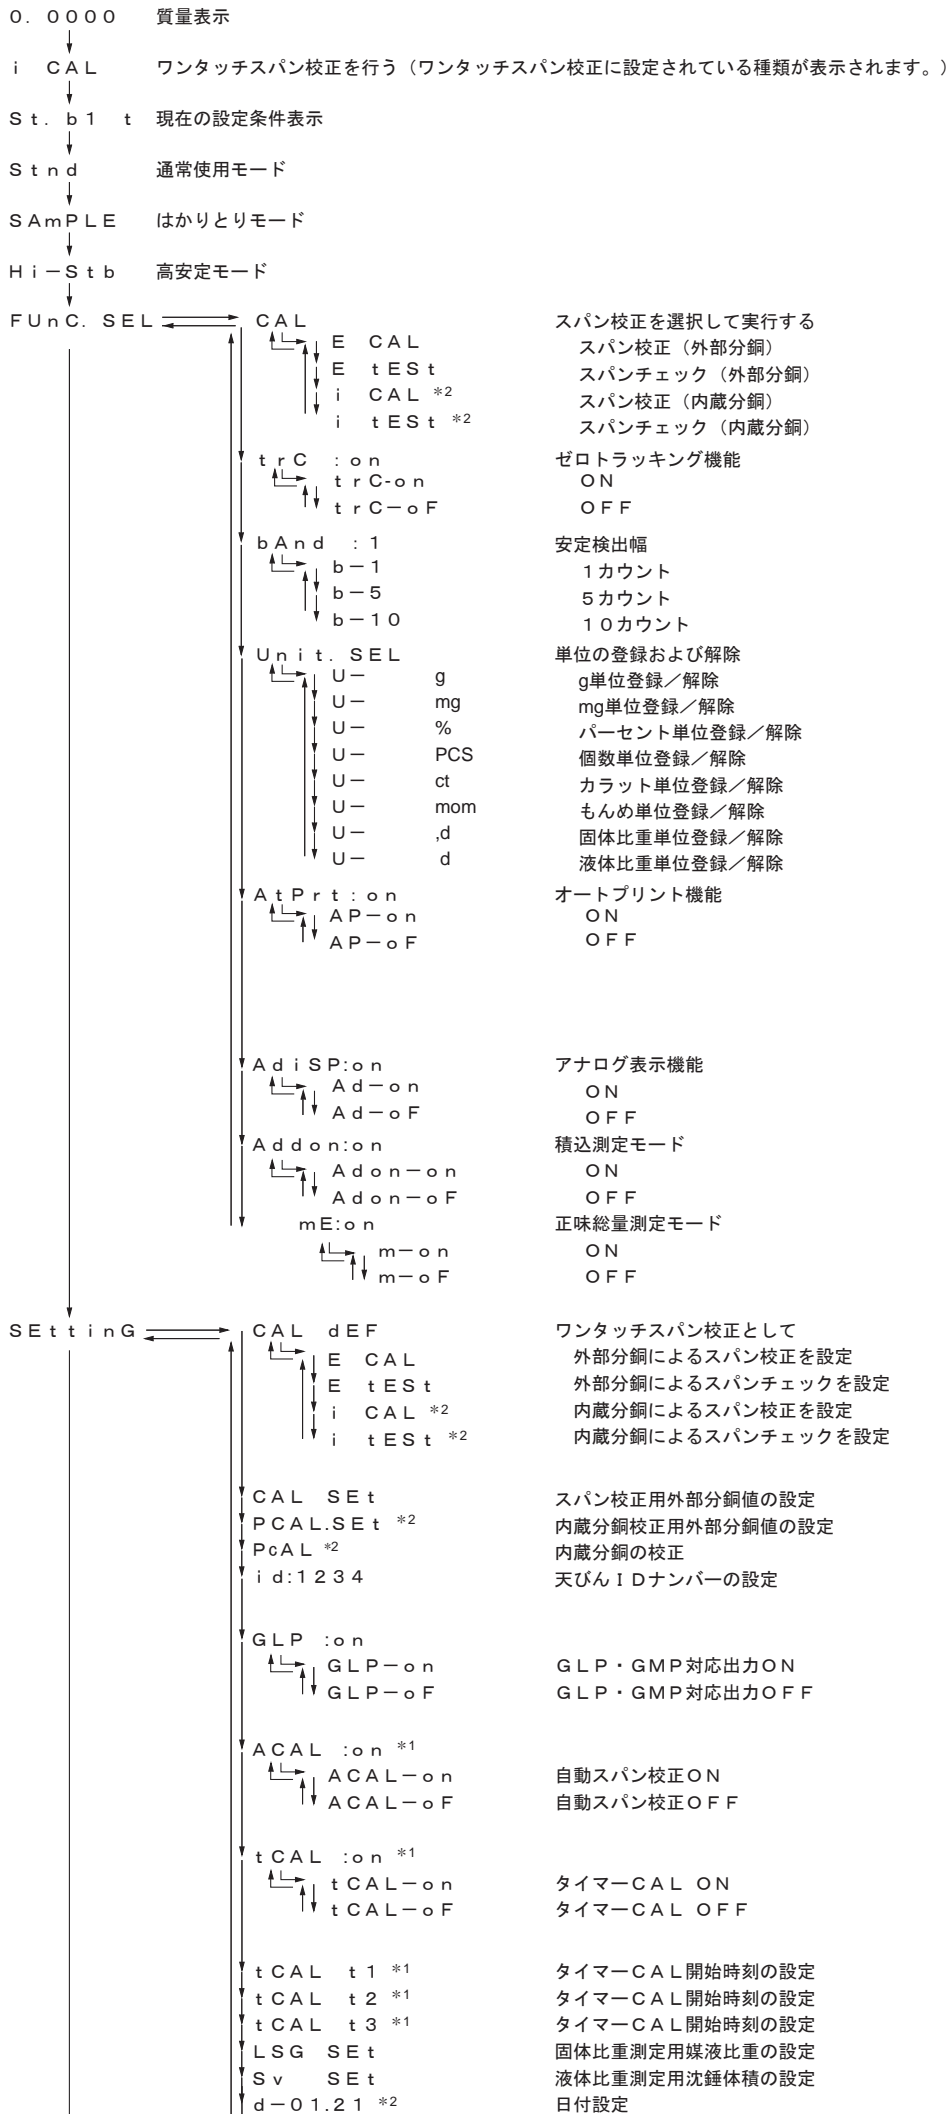 ０．００００　質量表示
ｉ　ＣＡＬ　ワンタッチスパン校正を行う（ワンタッチスパン校正に設定されている種類が表示されます。）
Ｓｔ．ｂ１　ｔ　現在の設定条件表示
Ｓｔｎｄ　通常使用モード
ＳＡｍＰＬＥ　はかりとりモード
Ｈｉ－Ｓｔｂ　高安定モード
ＦＵｎＣ．ＳＥＬ　ＣＡＬ　スパン校正を選択して実行する
Ｅ　ＣＡＬ　スパン校正（外部分銅）
Ｅ　ｔＥＳｔ　スパンチェック（外部分銅）
ｉ　ＣＡＬ *2　スパン校正（内蔵分銅）
ｉ　ｔＥＳｔ *2　スパンチェック（内蔵分銅）
ｔｒＣ　：ｏｎ　ゼロトラッキング機能
ｔｒＣ-ｏｎ　ＯＮ
ｔｒＣ－ｏＦ　ＯＦＦ
ｂＡｎｄ　：１　安定検出幅
ｂ－１　１カウント
ｂ－５　５カウント
ｂ－１０　１０カウント
Ｕｎｉｔ．ＳＥＬ　単位の登録および解除
Ｕ－　g　g単位登録／解除
Ｕ－　mg　mg単位登録／解除
Ｕ－　%　パーセント単位登録／解除
Ｕ－　PCS　個数単位登録／解除
Ｕ－　ct　カラット単位登録／解除
Ｕ－　mom　もんめ単位登録／解除
Ｕ－　,d　固体比重単位登録／解除
Ｕ－　d　液体比重単位登録／解除
ＡｔＰｒｔ：ｏｎ　オートプリント機能
ＡＰ－ｏｎ　ＯＮ
ＡＰ－ｏＦ　ＯＦＦ
ＡｄｉＳＰ:ｏｎ　アナログ表示機能
Ａｄ－ｏｎ　ＯＮ
Ａｄ－ｏＦ　ＯＦＦ
Ａｄｄｏｎ:ｏｎ　積込測定モード
Ａｄｏｎ－ｏｎ　ＯＮ
Ａｄｏｎ－ｏＦ　ＯＦＦ
ｍＥ:ｏｎ　正味総量測定モード
ｍ－ｏｎ　ＯＮ
ｍ－ｏＦ　ＯＦＦ
ＳＥｔｔｉｎＧ　ＣＡＬ　ｄＥＦ　ワンタッチスパン校正として
Ｅ　ＣＡＬ　外部分銅によるスパン校正を設定
Ｅ　ｔＥＳｔ　外部分銅によるスパンチェックを設定
ｉ　ＣＡＬ *2　内蔵分銅によるスパン校正を設定
ｉ　ｔＥＳｔ *2　内蔵分銅によるスパンチェックを設定
ＣＡＬ　ＳＥｔ　スパン校正用外部分銅値の設定
ＰＣＡＬ.ＳＥｔ *2　内蔵分銅校正用外部分銅値の設定
ＰｃＡＬ *2　内蔵分銅の校正
ｉｄ:１２３４　天びんＩＤナンバーの設定
ＧＬＰ　：ｏｎ
ＧＬＰ－ｏｎ　ＧＬＰ・ＧＭＰ対応出力ＯＮ
ＧＬＰ－ｏＦ　ＧＬＰ・ＧＭＰ対応出力ＯＦＦ
ＡＣＡＬ　：ｏｎ *1
ＡＣＡＬ－ｏｎ　自動スパン校正ＯＮ
ＡＣＡＬ－ｏＦ　自動スパン校正ＯＦＦ
ｔＣＡＬ　：ｏｎ *1
ｔＣＡＬ－ｏｎ　タイマーＣＡＬ　ＯＮ
ｔＣＡＬ－ｏＦ　タイマーＣＡＬ　ＯＦＦ
ｔＣＡＬ　ｔ１ *1　タイマーＣＡＬ開始時刻の設定
ｔＣＡＬ　ｔ２ *1　タイマーＣＡＬ開始時刻の設定
ｔＣＡＬ　ｔ３ *1　タイマーＣＡＬ開始時刻の設定
ＬＳＧ　ＳＥｔ　固体比重測定用媒液比重の設定
Ｓｖ　ＳＥｔ　液体比重測定用沈錘体積の設定
ｄ－０１.２１ *2　日付設定